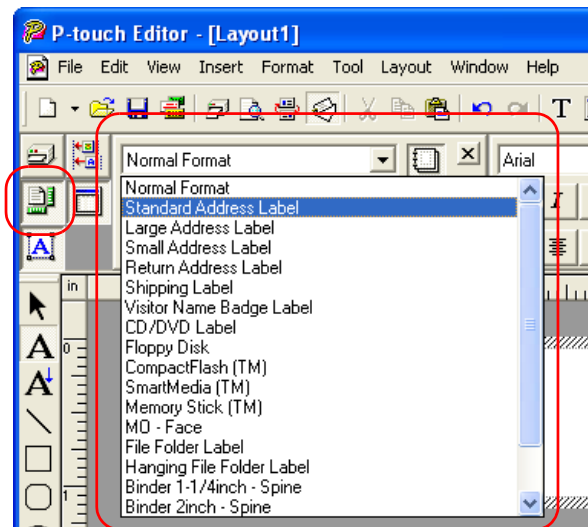 P-touch Editor - [Layout1]
File Edit View Insert Format Tool Layout Window Help
T
Normal Format Arial
Normal Format
Standard Address Label
Large Address Label
Small Address Label
Return Address Label
Shipping Label
Visitor Name Badge Label
CD/DVD Label
Floppy Disk
CompactFlash (TM)
SmartMedia (TM)
Memory Stick (TM)
MO - Face
File Folder Label
Hanging File Folder Label
Binder 1-1/4inch - Spine
Binder 2inch - Spine
I
A
in
A
0
A
1